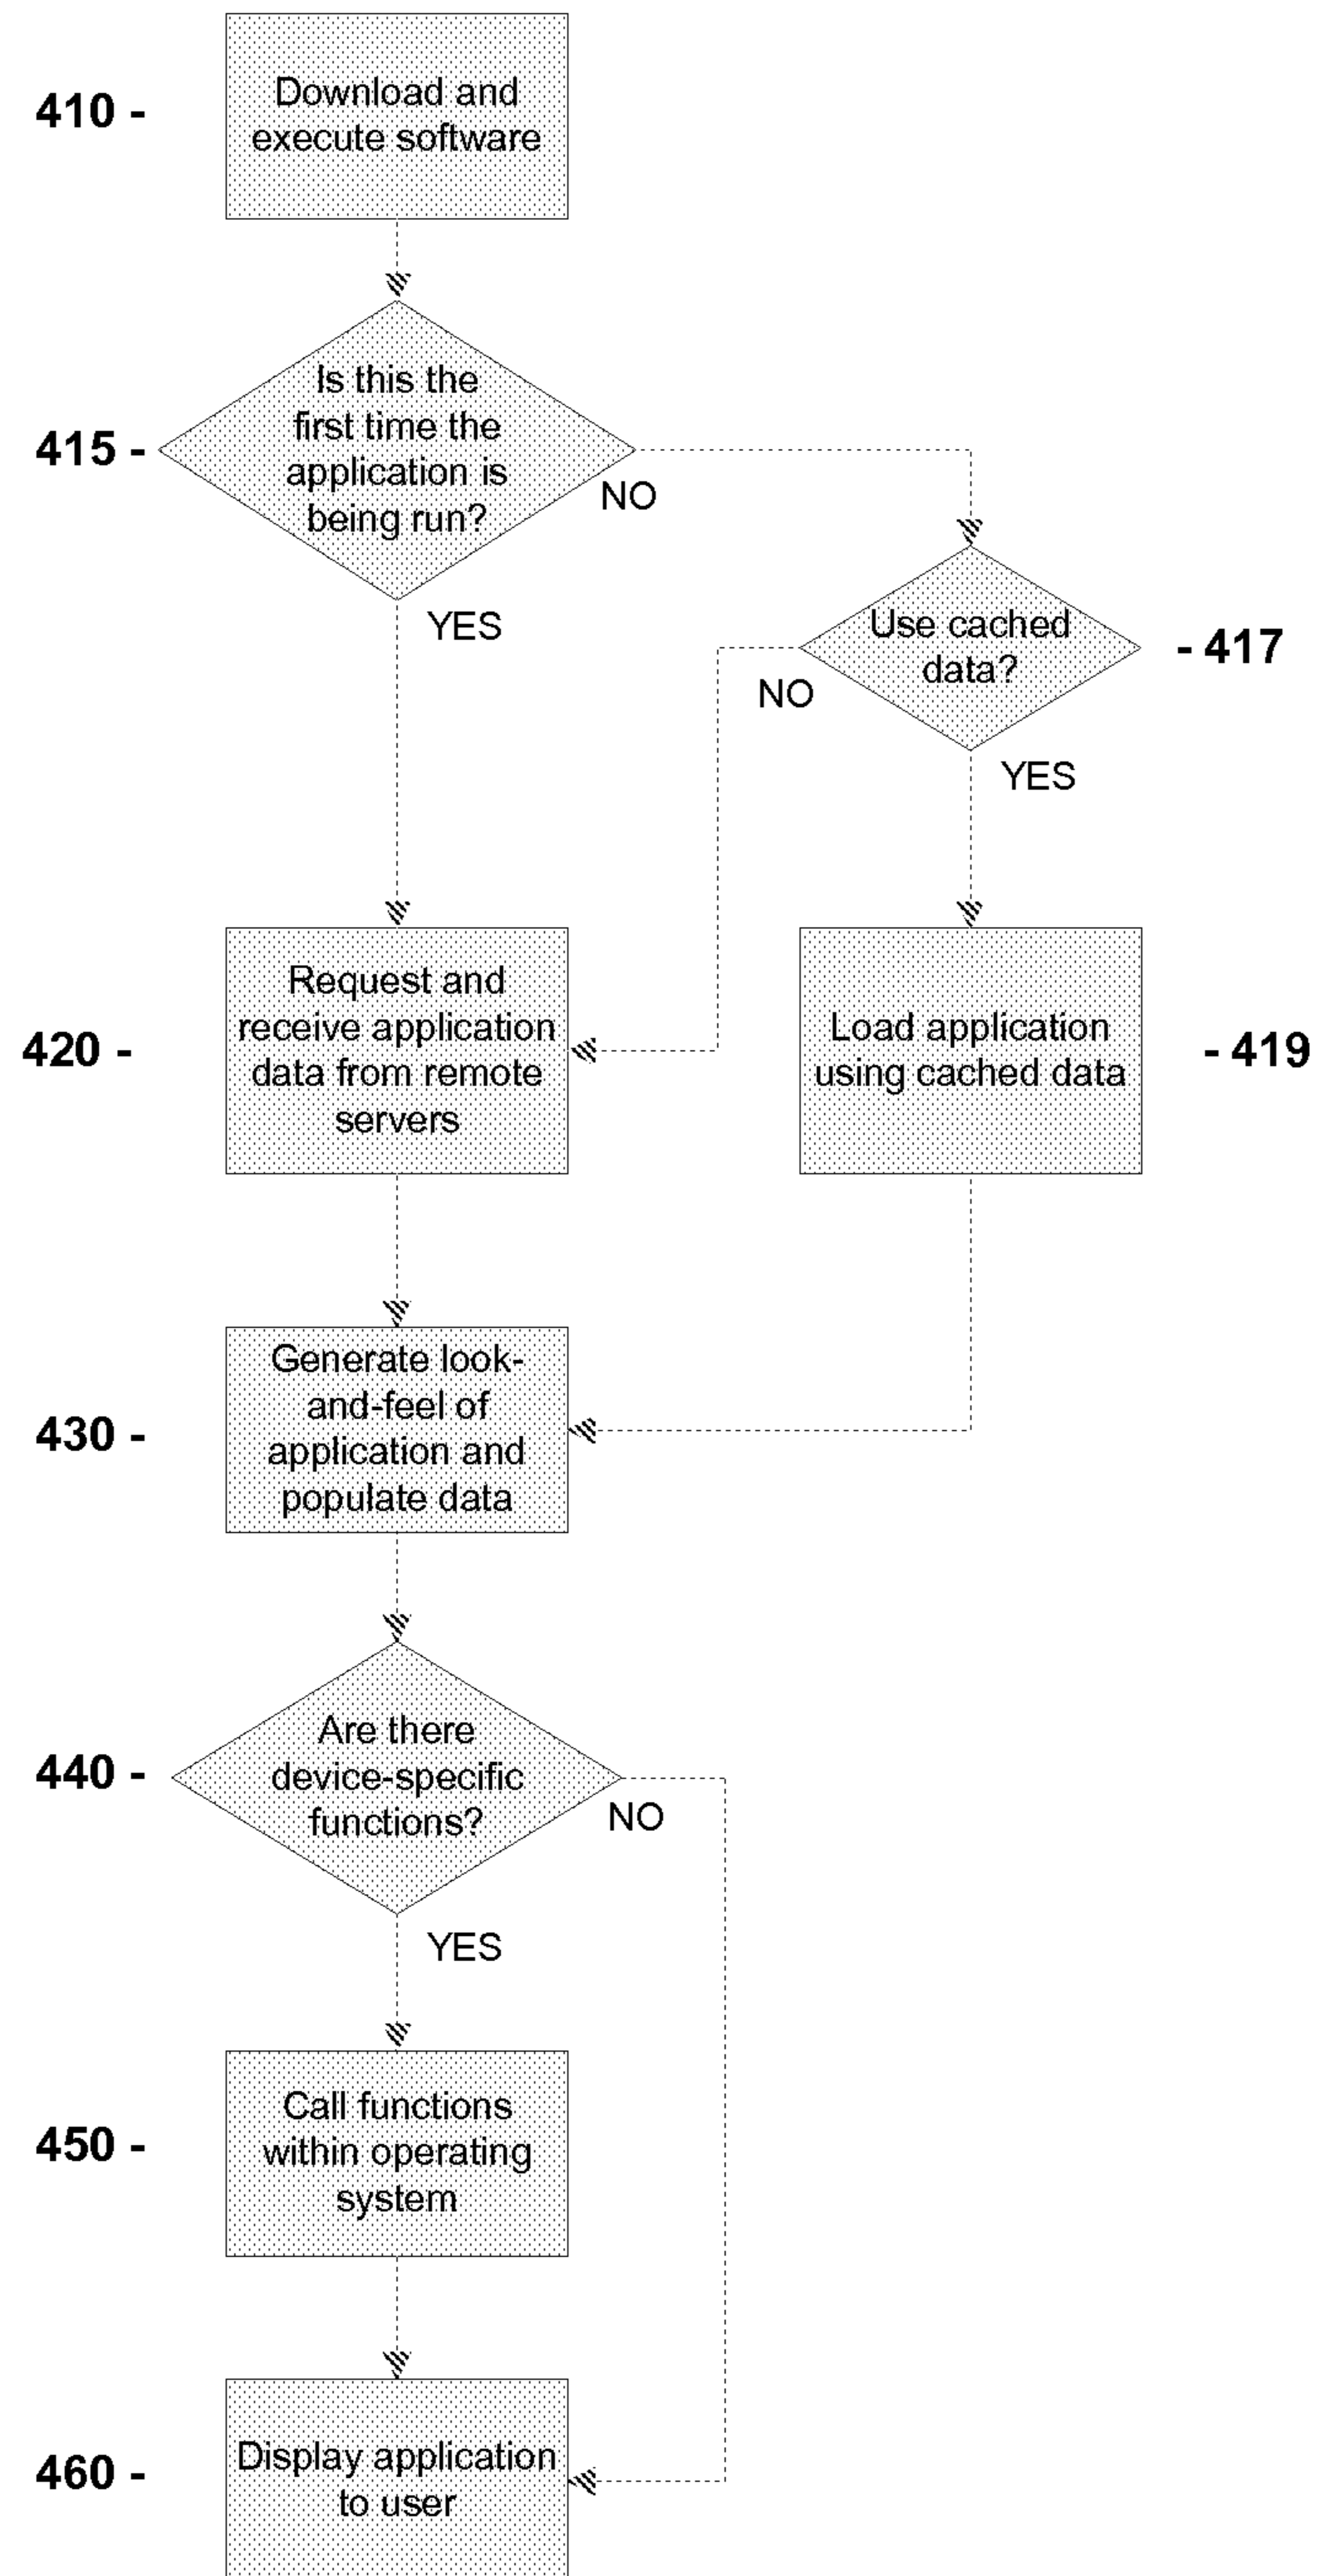 410 -
Download and
execute software
415 -
Is this the
first time the
application is
being run?
NO
YES
Use cached
data?
- 417
NO
YES
420 -
Request and
receive application
data from remote
servers
Load application
using cached data
- 419
430 -
Generate look-
and-feel of
application and
populate data
440 -
Are there
device-specific
functions?
NO
YES
450 -
Call functions
within operating
system
460 -
Display application
to user